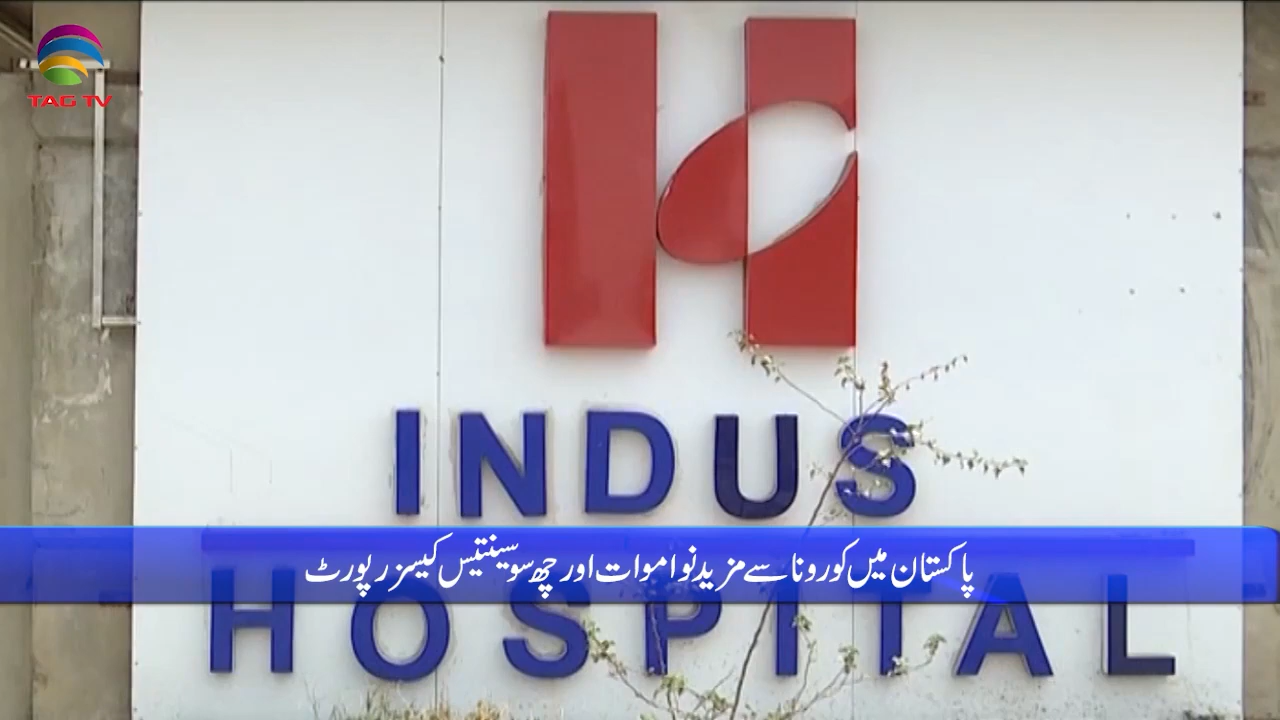 TAG TV
INDUS
پاکستان میں کورونا سے مزید نو اموات اور چھ سو سینتیس کیسز رپورٹ
HOSPITAL